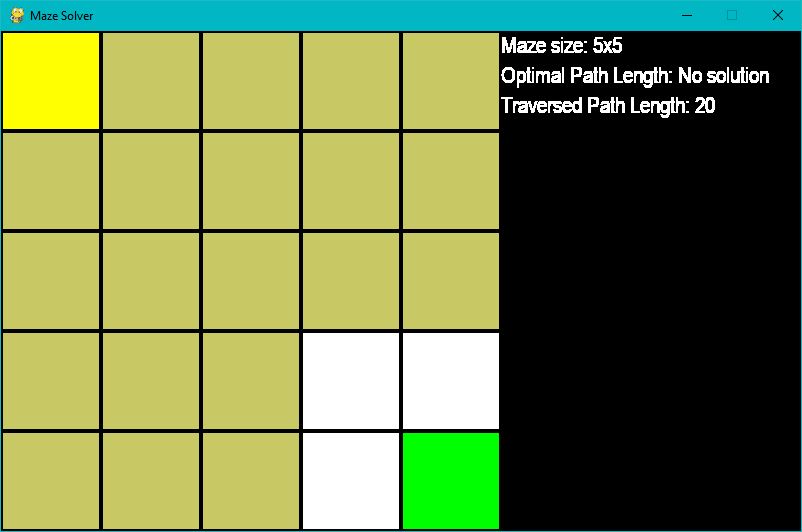 Maze Solver
Maze size: 5x5
Optimal Path Length: No solution
Traversed Path Length: 20